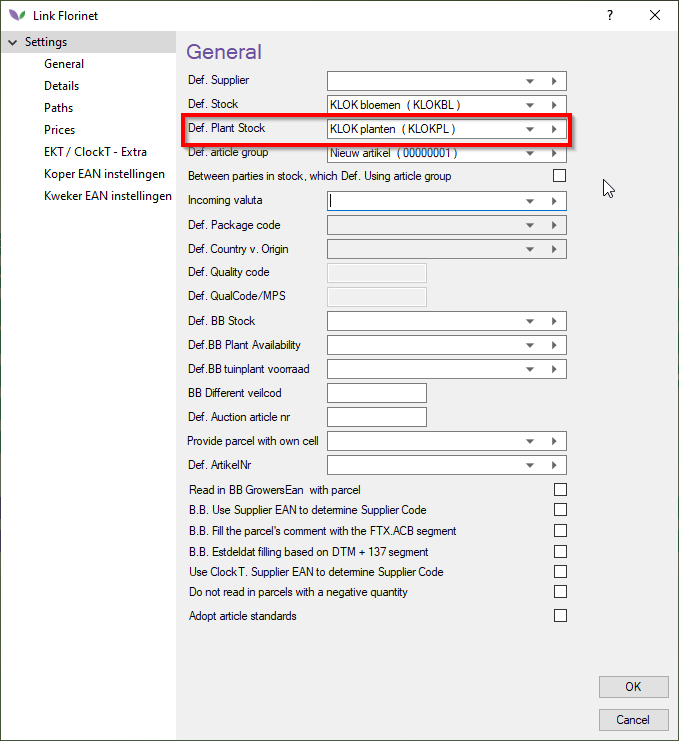 Link Florinet
Settings
General
Details
Paths
Prices
EKT / ClockT - Extra
Koper EAN instellingen
Kweker EAN instellingen
General
Def. Supplier
Def. Stock KLOK bloemen ( KLOKBL )
Def. Plant Stock KLOK planten ( KLOKPL )
Def. article group Nieuw artikel ( 00000001 )
Between parties in stock, which Def. Using article group
Incoming valuta
Def. Package code
Def. Country v. Origin
Def. Quality code
Def. QualCode/MPS
Def. BB Stock
Def.BB Plant Availability
Def.BB tuinplant voorraad
BB Different veilcod
Def. Auction article nr
Provide parcel with own cell
Def. ArtikelNr
Read in BB GrowersEan with parcel
B.B. Use Supplier EAN to determine Supplier Code
B.B. Fill the parcel's comment with the FTX.ACB segment
B.B. Estdeldat filling based on DTM + 137 segment
Use ClockT. Supplier EAN to determine Supplier Code
Do not read in parcels with a negative quantity
Adopt article standards
OK
Cancel